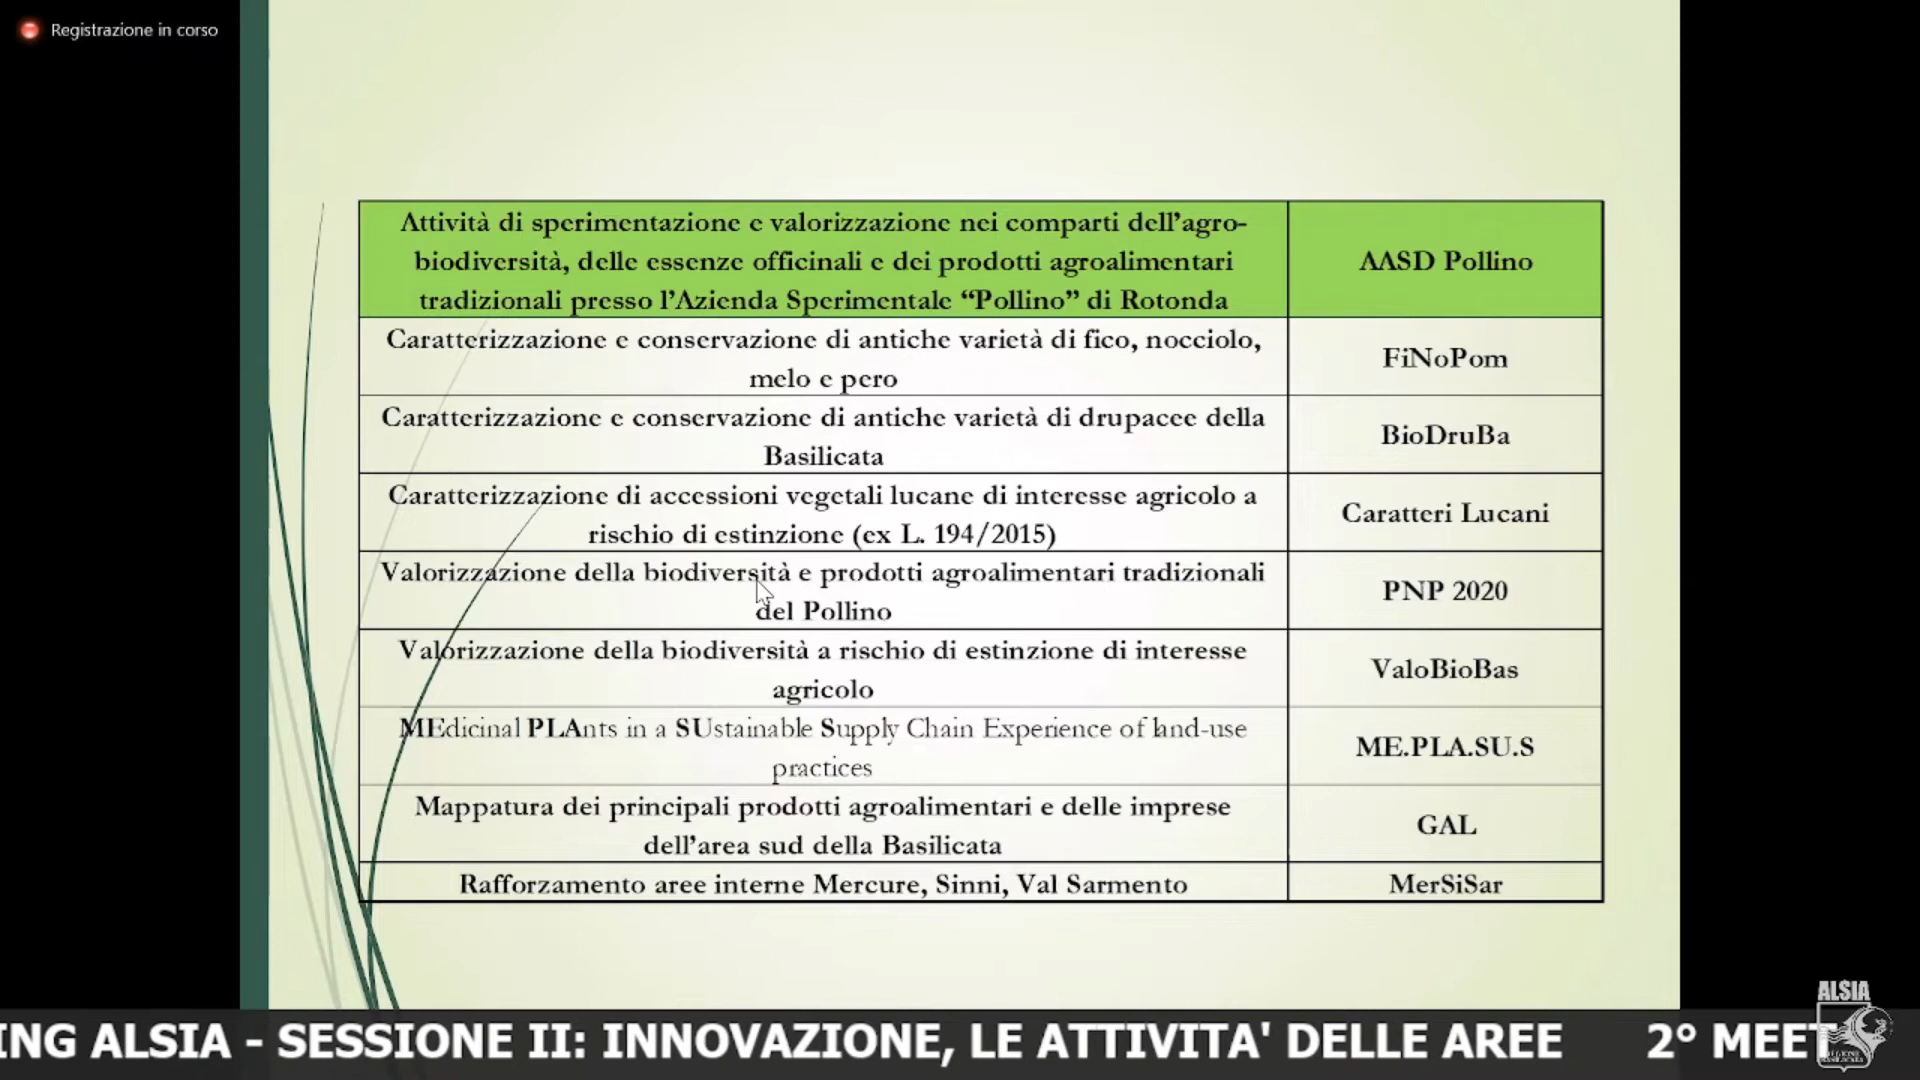 Registrazione in corso
Attività di sperimentazione e valorizzazione nei comparti dell'agro-
biodiversità, delle essenze officinali e dei prodotti agroalimentari
tradizionali presso l'Azienda Sperimentale “Pollino” di Rotonda
AASD Pollino
Caratterizzazione e conservazione di antiche varietà di fico, nocciolo,
melo e pero
FiNoPom
Caratterizzazione e conservazione di antiche varietà di drupacee della
Basilicata
BioDruBa
Caratterizzazione di accessioni vegetali lucane di interesse agricolo a
rischio di estinzione (ex L. 194/2015)
Caratteri Lucani
Valorizzazione della biodiversità e prodotti agroalimentari tradizionali
del Pollino
PNP 2020
Valorizzazione della biodiversità a rischio di estinzione di interesse
agricolo
ValoBioBas
MEdicinal PLAnts in a SUstainable Supply Chain Experience of land-use
practices
ME.PLA.SU.S
Mappatura dei principali prodotti agroalimentari e delle imprese
dell'area sud della Basilicata
GAL
Rafforzamento aree interne Mercure, Sinni, Val Sarmento
MerSiSar
ALSIA
ING ALSIA - SESSIONE II: INNOVAZIONE, LE ATTIVITA' DELLE AREE 2° MEET